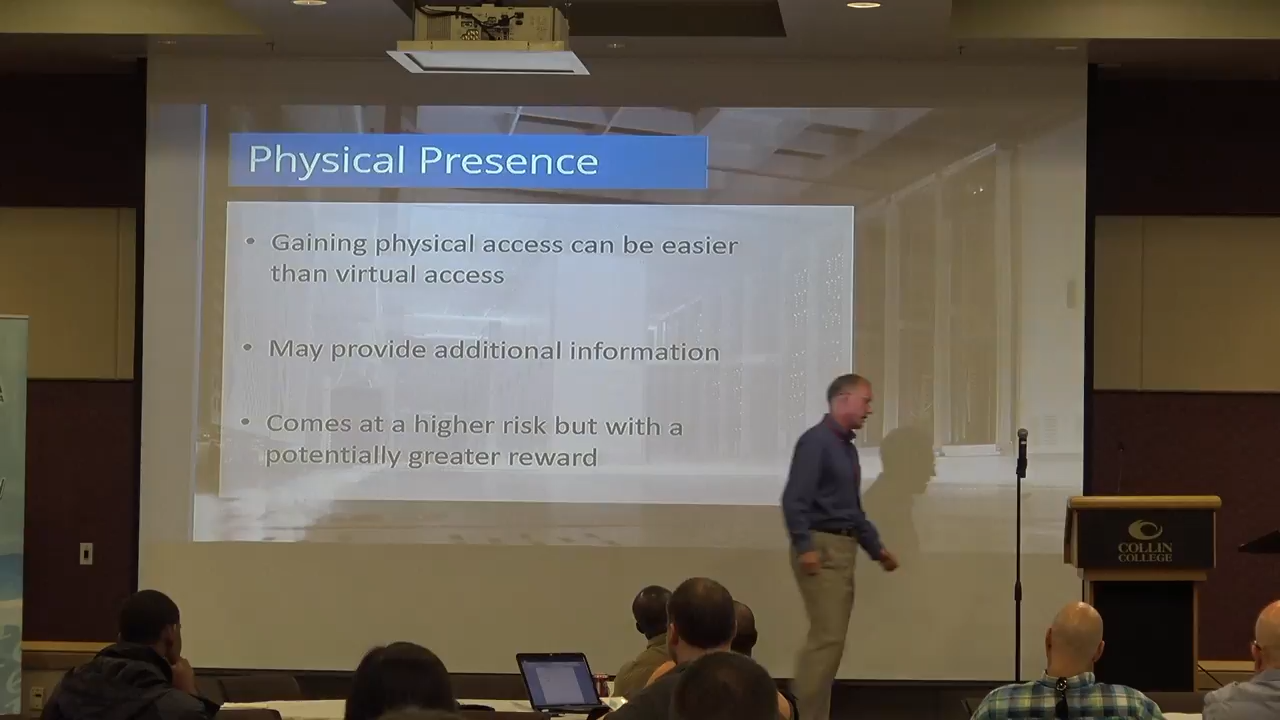 Physical Presence
• Gaining physical access can be easier
than virtual access
• May provide additional information
• Comes at a higher risk but with a
potentially greater reward
COLLIN
COLLEGE